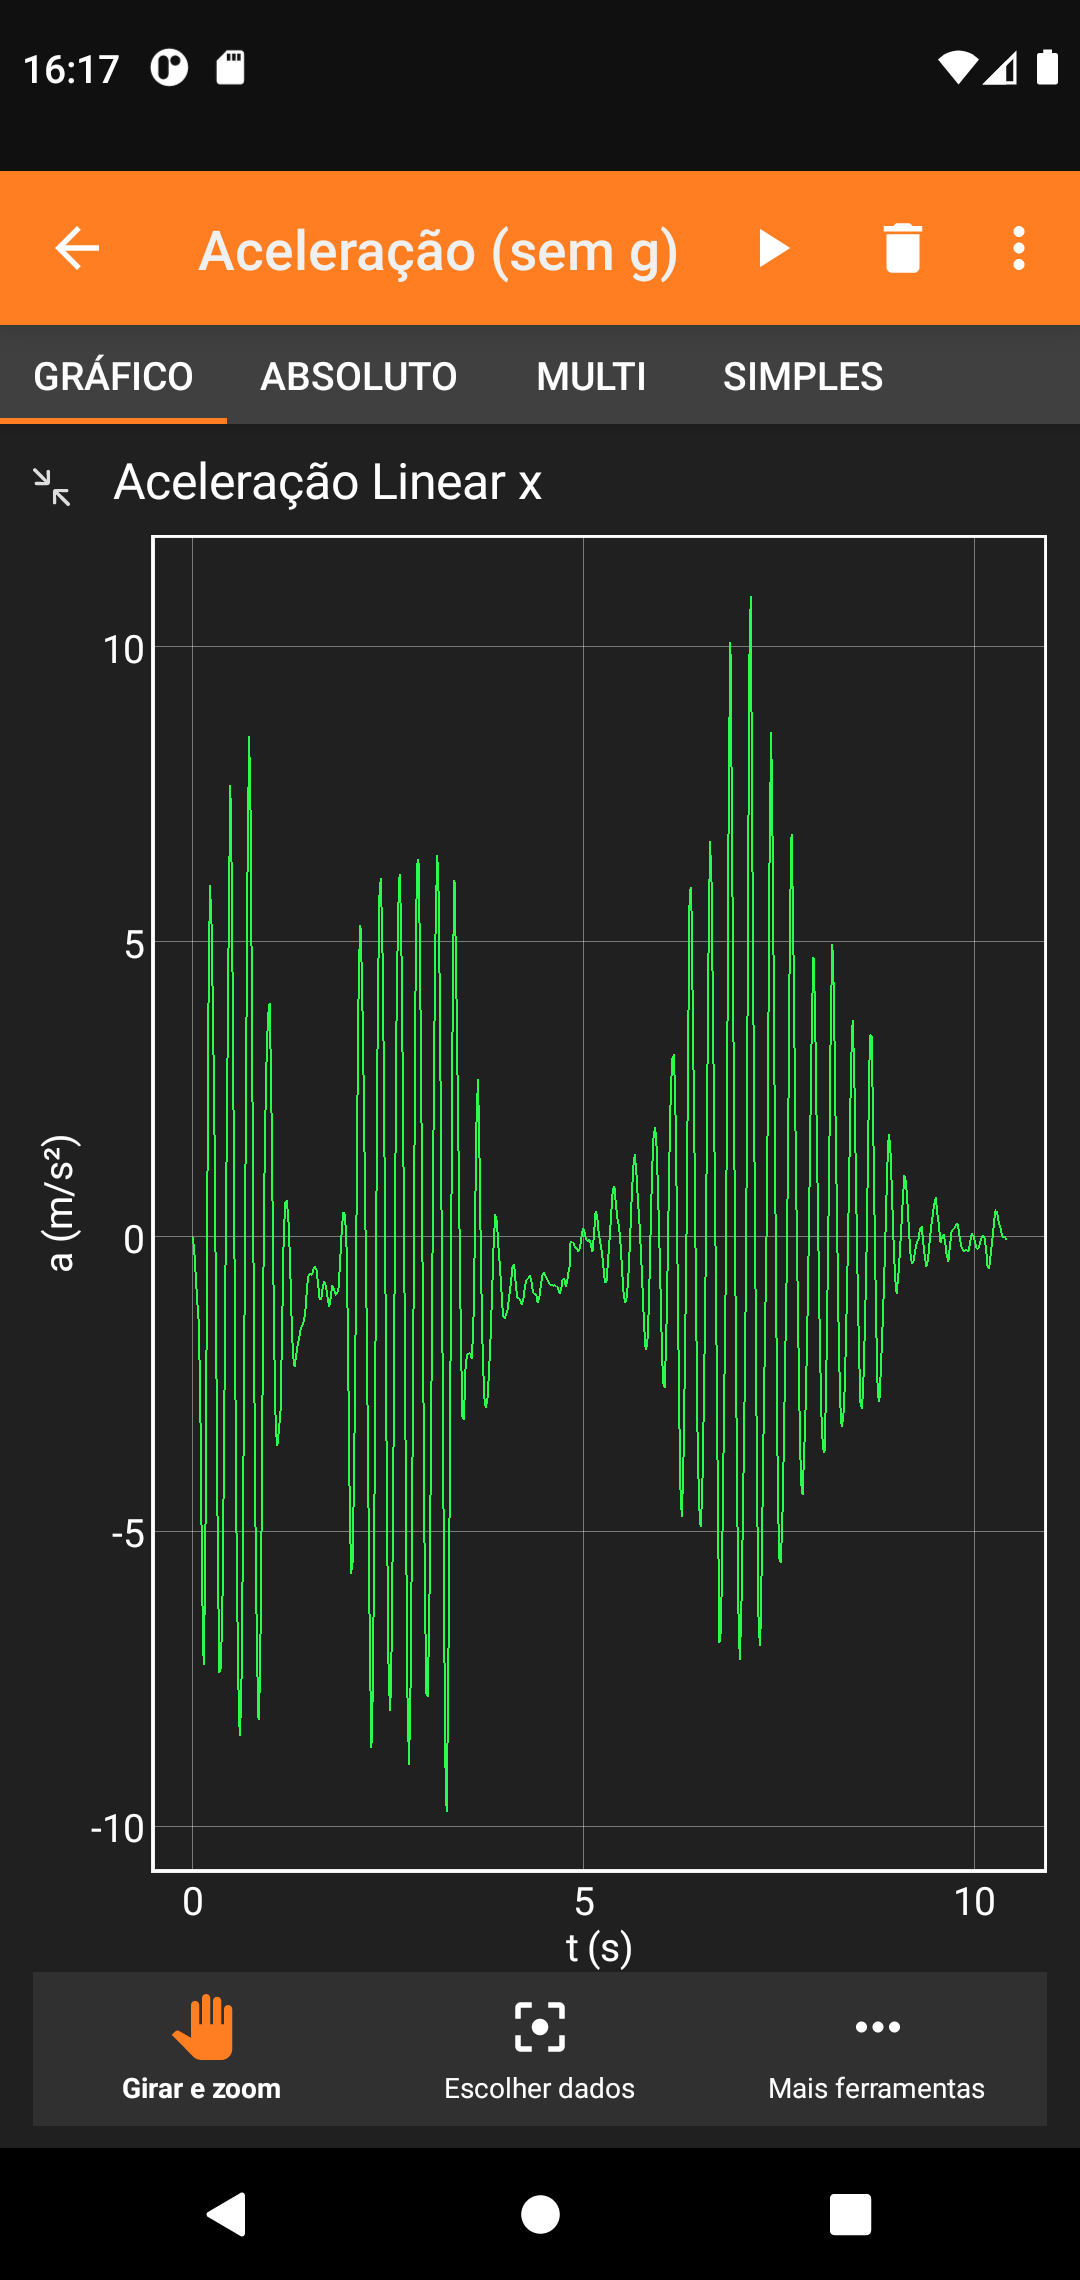 16:17
Aceleração (sem g)
GRÁFICO ABSOLUTO MULTI SIMPLES
Aceleração Linear x
10
5
0
-5
-10
a (m/s²)
0 5 10
t (s)
Girar e zoom Escolher dados Mais ferramentas